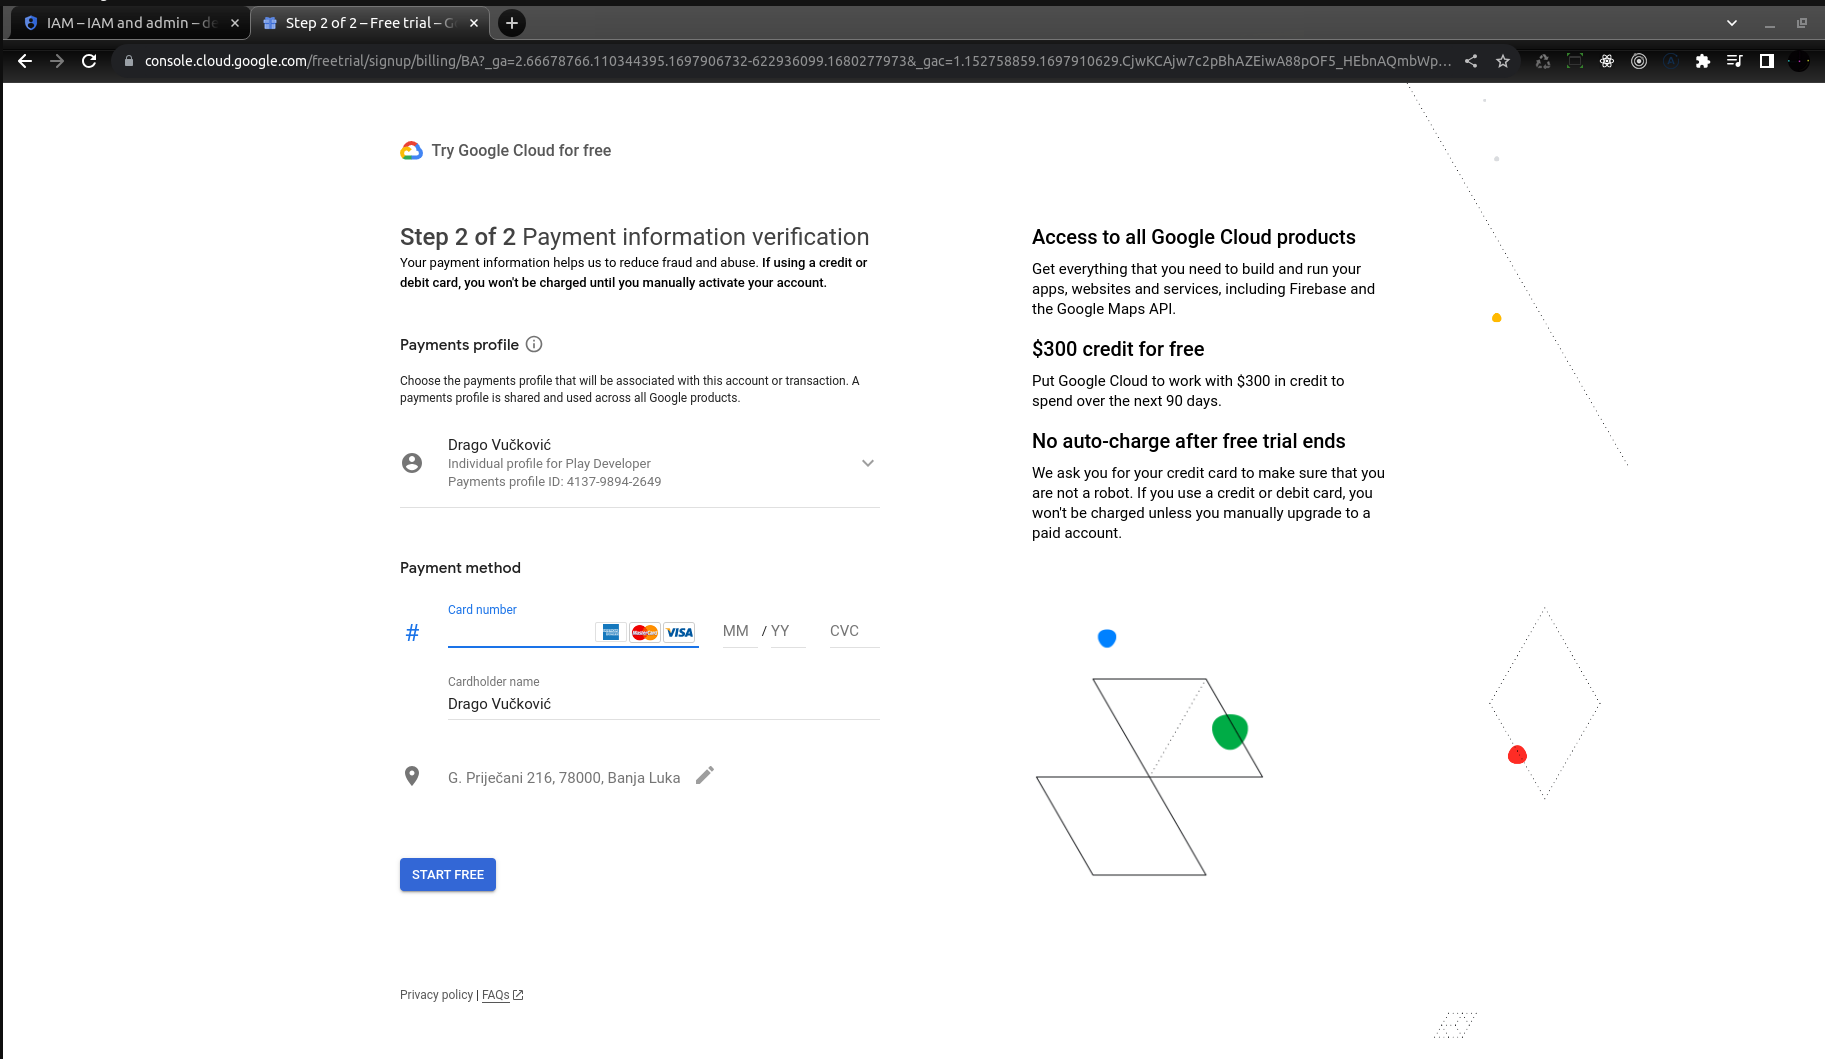 IAM – IAM and admin – de
Step 2 of 2 – Free trial – G
console.cloud.google.com/freetrial/signup/billing/BA?_ga=2.66678766.110344395.1697906732-622936099.1680277973&_gac=1.152758859.1697910629.CjwKCAjw7c2pBhAZEiwA88pOF5_HEbnAQmbWp...
Try Google Cloud for free
Step 2 of 2 Payment information verification
Your payment information helps us to reduce fraud and abuse. If using a credit or
debit card, you won't be charged until you manually activate your account.
Payments profile
Choose the payments profile that will be associated with this account or transaction. A
payments profile is shared and used across all Google products.
Drago Vučković
Individual profile for Play Developer
Payments profile ID: 4137-9894-2649
Payment method
Card number
#
AMERICAN EXPRESS MasterCard VISA MM / YY CVC
Cardholder name
Drago Vučković
G. Priječani 216, 78000, Banja Luka
START FREE
Privacy policy | FAQs
Access to all Google Cloud products
Get everything that you need to build and run your
apps, websites and services, including Firebase and
the Google Maps API.
$300 credit for free
Put Google Cloud to work with $300 in credit to
spend over the next 90 days.
No auto-charge after free trial ends
We ask you for your credit card to make sure that you
are not a robot. If you use a credit or debit card, you
won't be charged unless you manually upgrade to a
paid account.